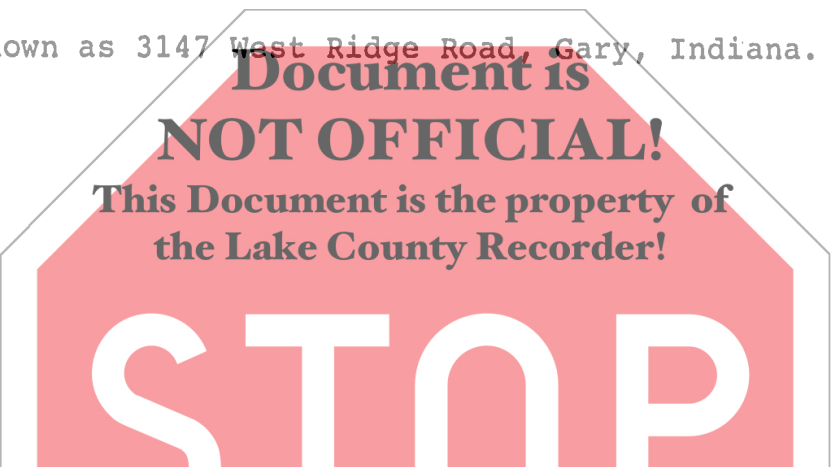 own as 3147 West Ridge Road, Gary, Indiana.
Document is
NOT OFFICIAL!
This Document is the property of
the Lake County Recorder!
STOP